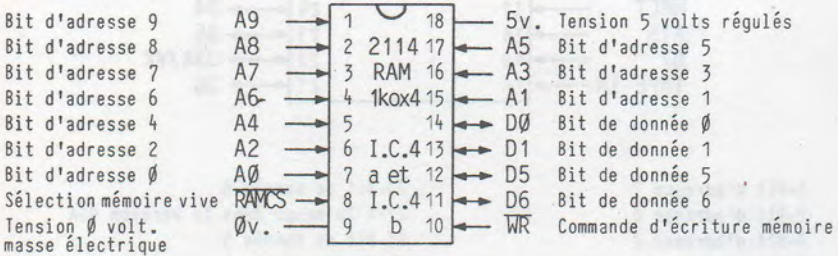 Bit d'adresse 9 A9 1 18 5v. Tension 5 volts régulés
Bit d'adresse 8 A8 2 2114 17 A5 Bit d'adresse 5
Bit d'adresse 7 A7 3 RAM 16 A3 Bit d'adresse 3
Bit d'adresse 6 A6 4 1kox4 15 A1 Bit d'adresse 1
Bit d'adresse 4 A4 5 14 DØ Bit de donnée Ø
Bit d'adresse 2 A2 6 I.C.4 13 D1 Bit de donnée 1
Bit d'adresse Ø AØ 7 a et 12 D5 Bit de donnée 5
Sélection mémoire vive RAMCS 8 I.C.4 11 D6 Bit de donnée 6
Tension Ø volt. Øv. 9 b 10 WR Commande d'écriture mémoire
masse électrique